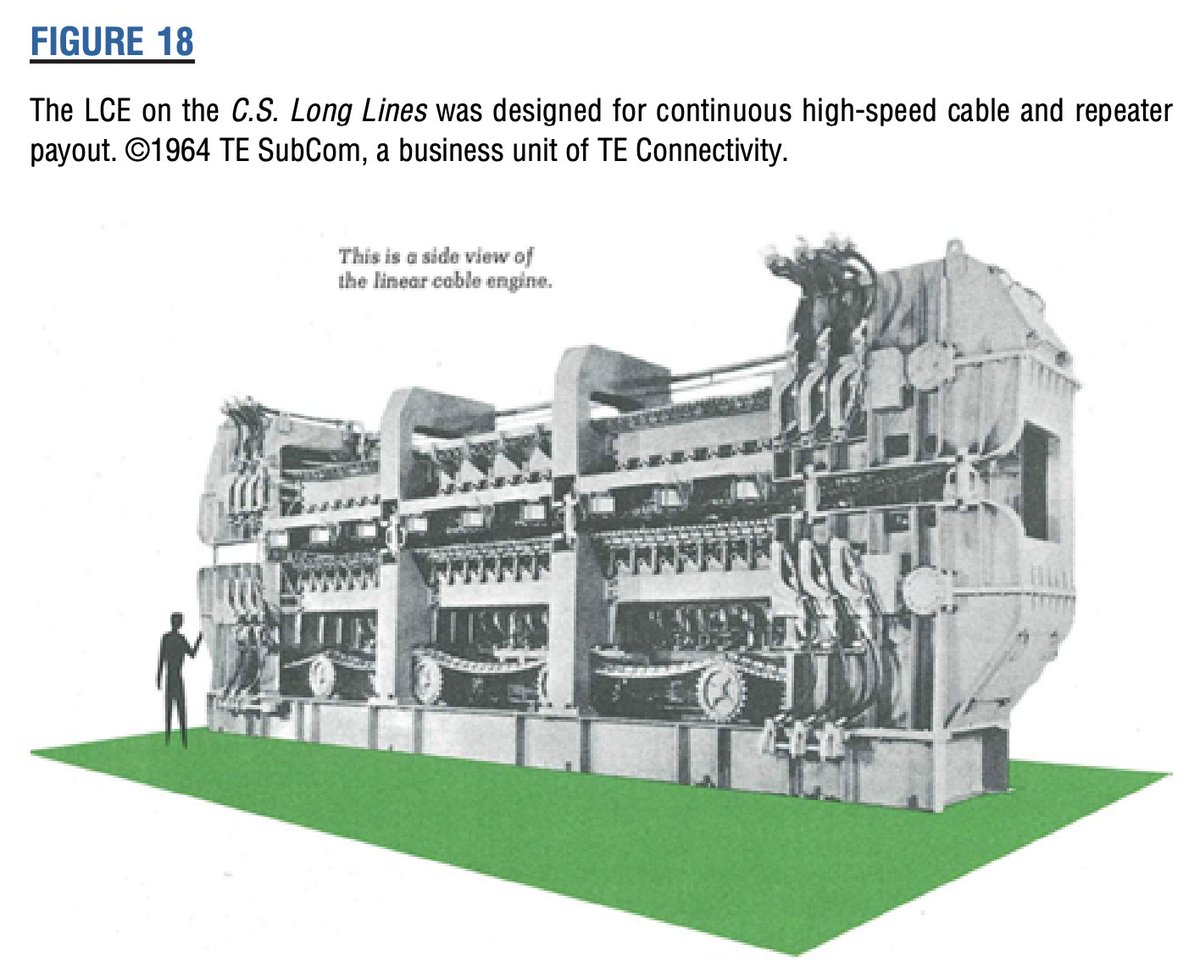 FIGURE 18
The LCE on the C.S. Long Lines was designed for continuous high-speed cable and repeater
payout. ©1964 TE SubCom, a business unit of TE Connectivity.
This is a side view of
the linear cable engine.